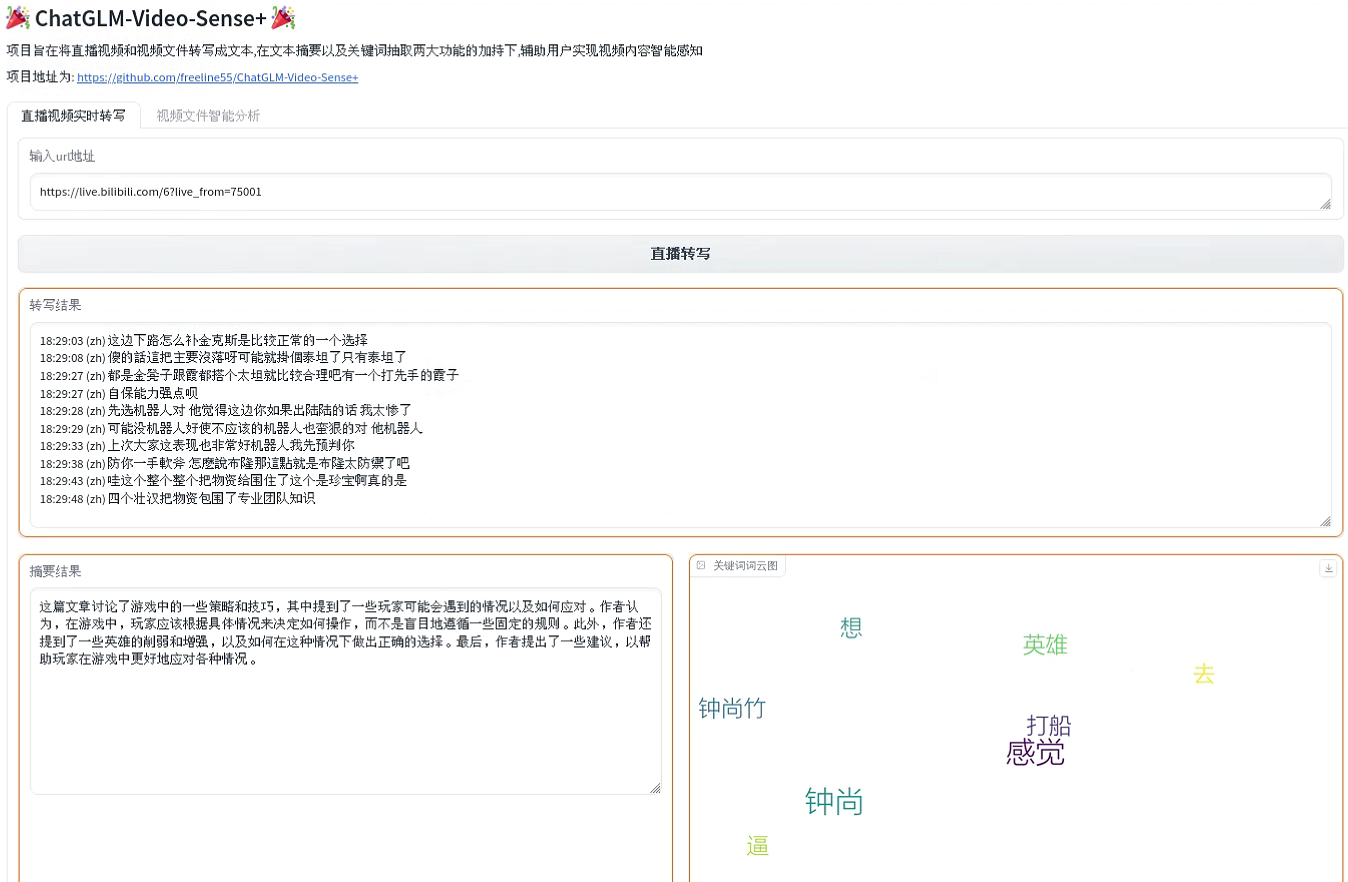 🎉 ChatGLM-Video-Sense+🎉
项目旨在将直播视频和视频文件转写成文本,在文本摘要以及关键词抽取两大功能的加持下,辅助用户实现视频内容智能感知
项目地址为: https://github.com/freeline55/ChatGLM-Video-Sense+
直播视频实时转写 视频文件智能分析
输入url地址
https://live.bilibili.com/6?live_from=75001
直播转写
转写结果
18:29:03 (zh) 这边下路怎么补金克斯是比较正常的一个选择
18:29:08 (zh) 傻的話這把主要沒落呀可能就掛個泰坦了只有泰坦了
18:29:27 (zh) 都是金凳子跟霞都搭个太坦就比较合理吧有一个打先手的霞子
18:29:27 (zh) 自保能力强点呗
18:29:28 (zh) 先选机器人对 他觉得这边你如果出陆陆的话 我太惨了
18:29:29 (zh) 可能没机器人好使不应该的机器人也蛮狠的对 他机器人
18:29:33 (zh) 上次大家这表现也非常好机器人我先预判你
18:29:38 (zh) 防你一手軟斧 怎麼說布隆那這點就是布隆太防禦了吧
18:29:43 (zh) 哇这个整个整个把物资给围住了这个是珍宝啊真的是
18:29:48 (zh) 四个壮汉把物资包围了专业团队知识
摘要结果
这篇文章讨论了游戏中的一些策略和技巧，其中提到了一些玩家可能会遇到的情况以及如何应对。作者认
为，在游戏中，玩家应该根据具体情况来决定如何操作，而不是盲目地遵循一些固定的规则。此外，作者还
提到了一些英雄的削弱和增强，以及如何在这种情况下做出正确的选择。最后，作者提出了一些建议，以帮
助玩家在游戏中更好地应对各种情况。
关键词词云图
想
英雄
去
钟尚竹
打船
感觉
钟尚
逼